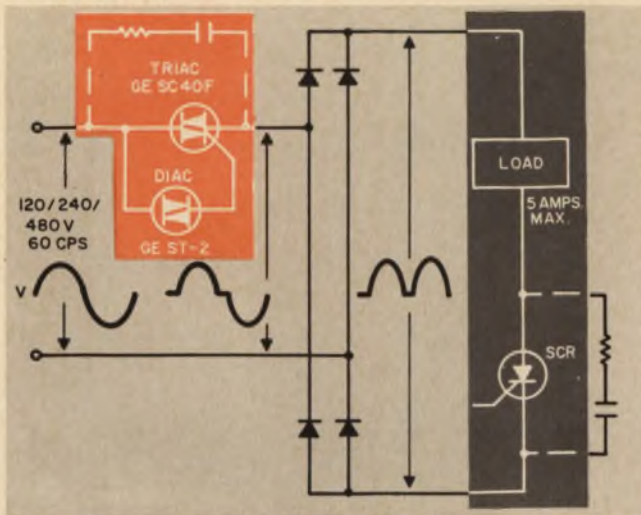 TRIAC
GE SC40F
DIAC
GE ST-2
120/240/
480 V
60 CPS
V
LOAD
5 AMPS.
MAX.
SCR